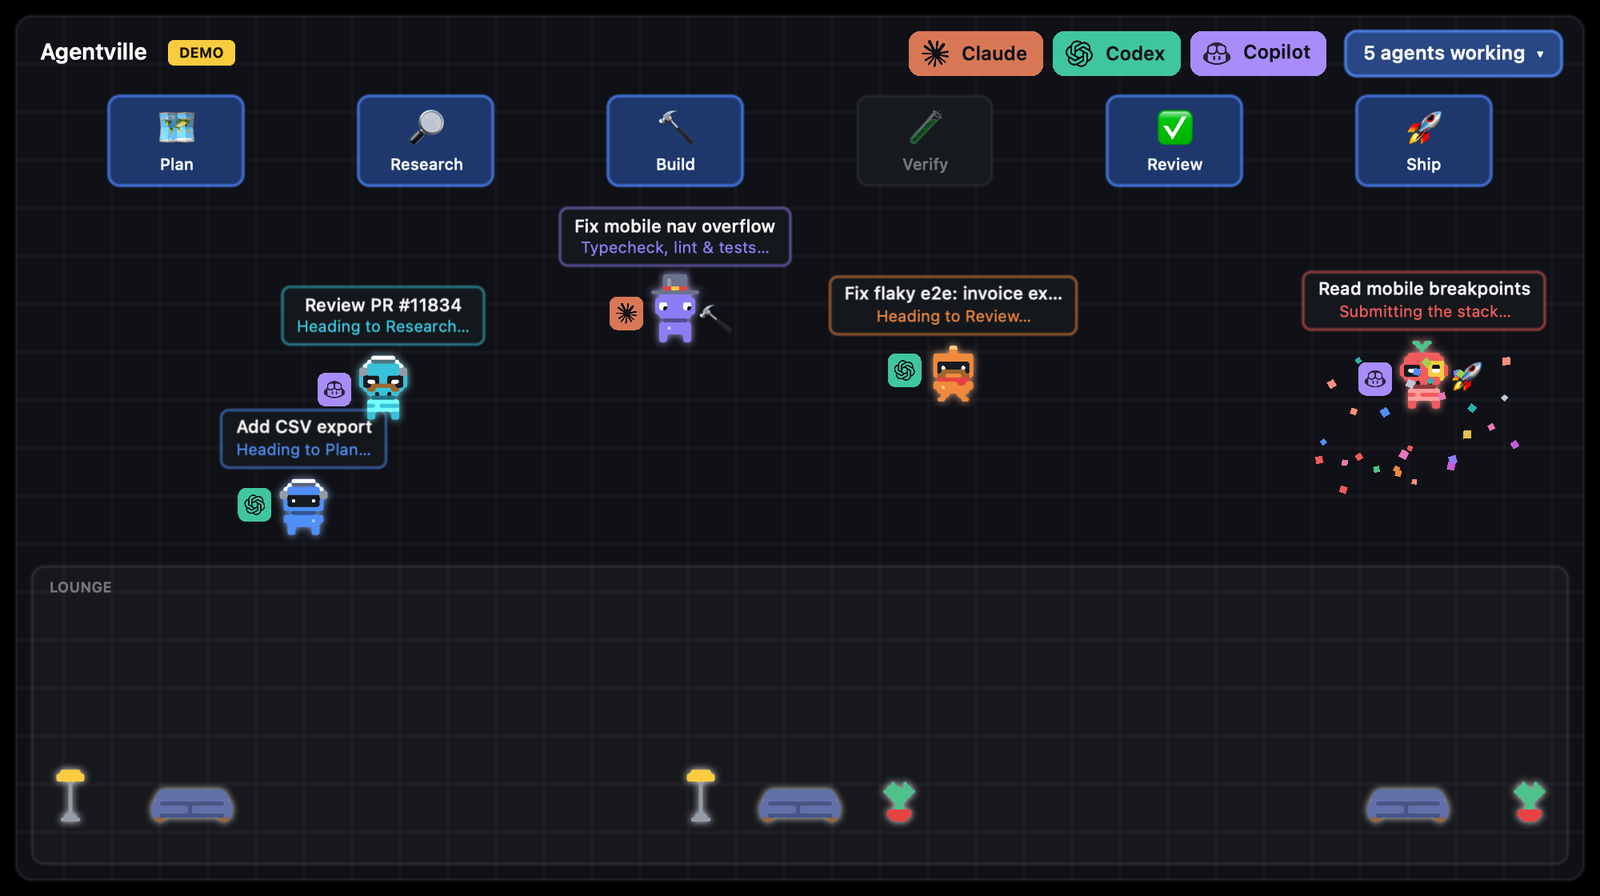 Agentville
DEMO
Claude
Codex
Copilot
5 agents working
Plan
Research
Build
Verify
Review
Ship
Fix mobile nav overflow
Typecheck, lint & tests...
Review PR #11834
Heading to Research...
Fix flaky e2e: invoice ex...
Heading to Review...
Read mobile breakpoints
Submitting the stack...
Add CSV export
Heading to Plan...
LOUNGE